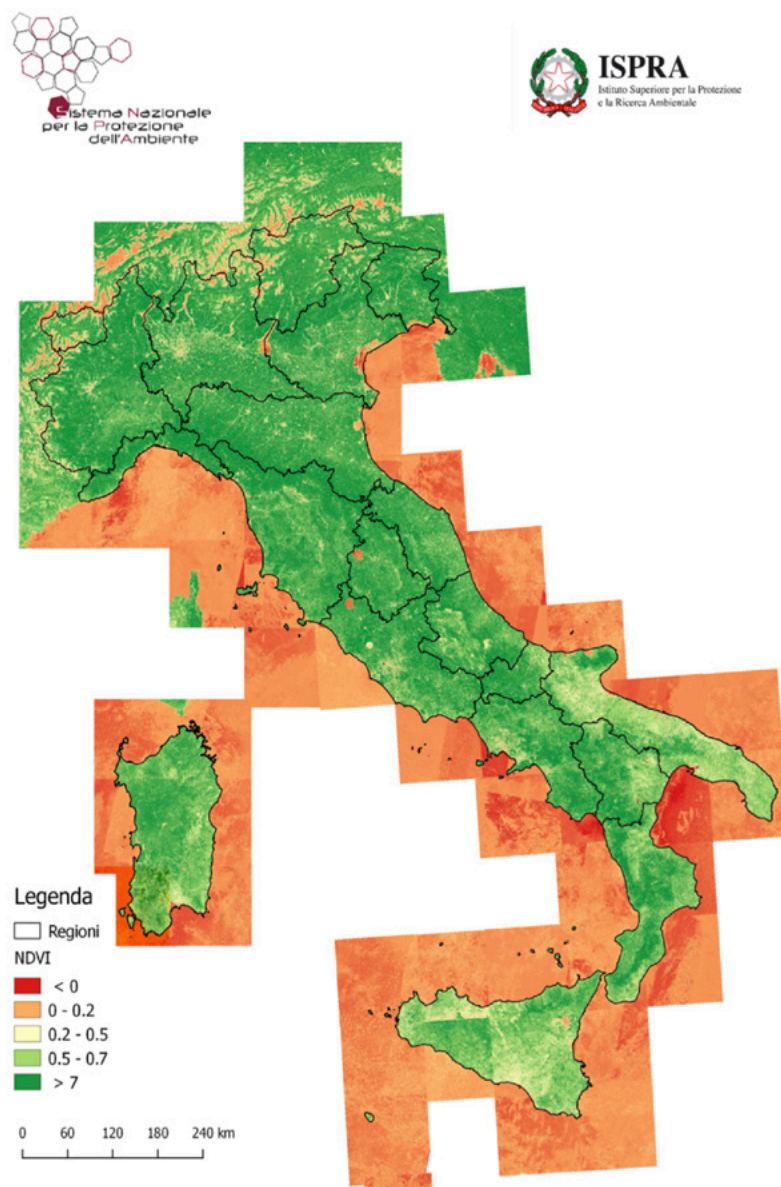 Sistema Nazionale
per la Protezione
dell'Ambiente
ISPRA
Istituto Superiore per la Protezione
e la Ricerca Ambientale
Legenda
Regioni
NDVI
< 0
0 - 0.2
0.2 - 0.5
0.5 - 0.7
> 7
0 60 120 180 240 km